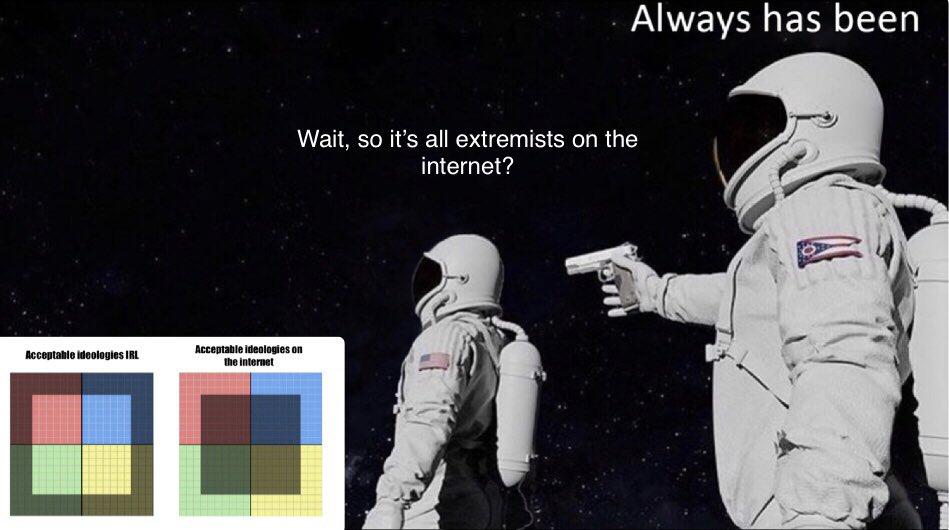 Always has been
Wait, so it’s all extremists on the
internet?
Acceptable ideologies IRL
Acceptable ideologies on
the internet